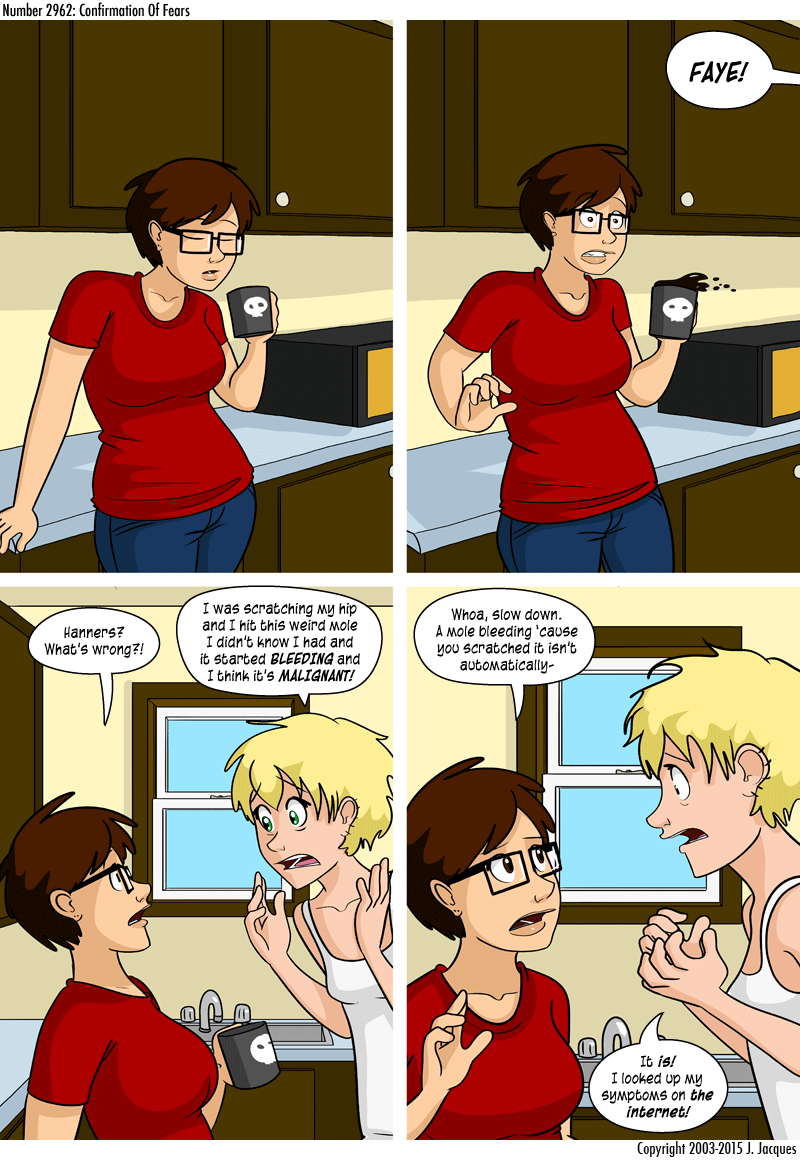 Number 2962: Confirmation Of Fears
FAYE!
Hanners?
What's wrong?!
I was scratching my hip
and I hit this weird mole
I didn't know I had and
it started BLEEDING and
I think it's MALIGNANT!
Whoa, slow down.
A mole bleeding 'cause
you scratched it isn't
automatically-
It is!
I looked up my
symptoms on the
internet!
Copyright 2003-2015 J. Jacques